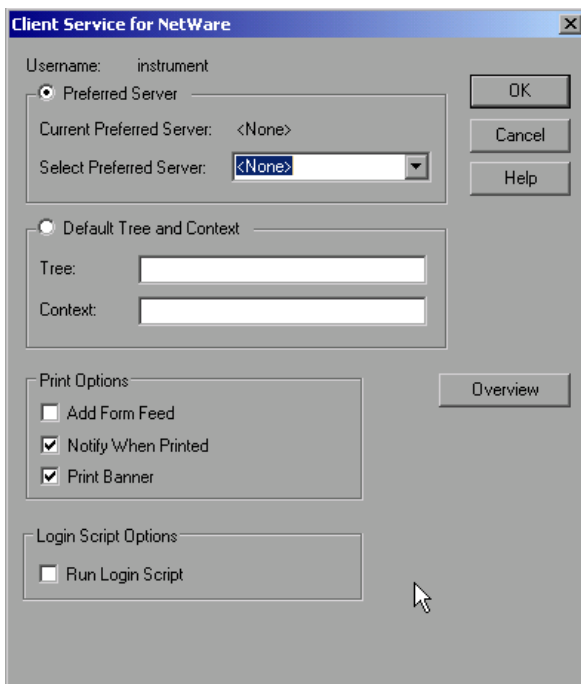 Client Service for NetWare
Username: instrument
Preferred Server
Current Preferred Server: <None>
Select Preferred Server: <None>
OK
Cancel
Help
Default Tree and Context
Tree:
Context:
Print Options
Add Form Feed
Notify When Printed
Print Banner
Overview
Login Script Options
Run Login Script